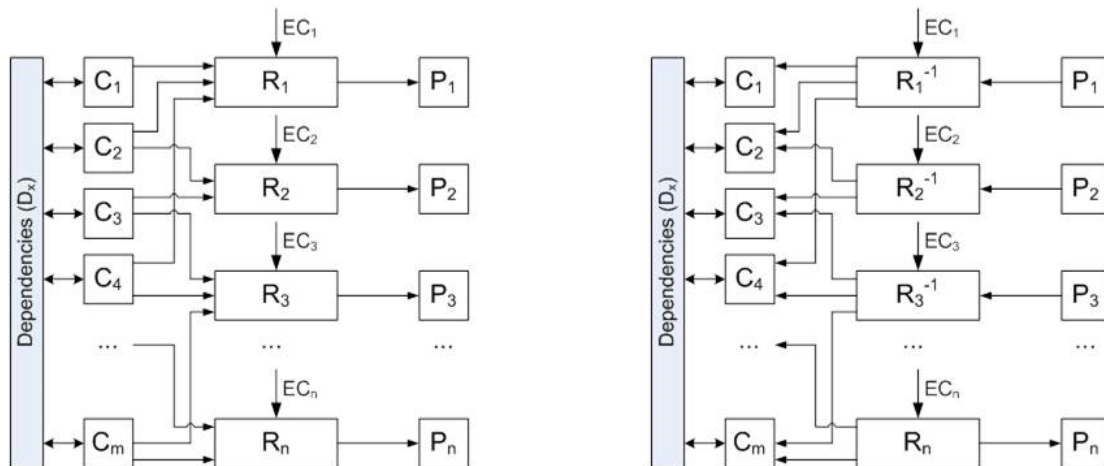 EC₁
C₁ R₁ P₁
EC₂
C₂ R₂ P₂
C₃
EC₃
C₄ R₃ P₃
... ... ...
ECₙ
Cₘ Rₙ Pₙ
Dependencies (Dₓ)
EC₁
C₁ R₁⁻¹ P₁
EC₂
C₂ R₂⁻¹ P₂
C₃
EC₃
C₄ R₃⁻¹ P₃
... ... ...
ECₙ
Cₘ Rₙ Pₙ
Dependencies (Dₓ)